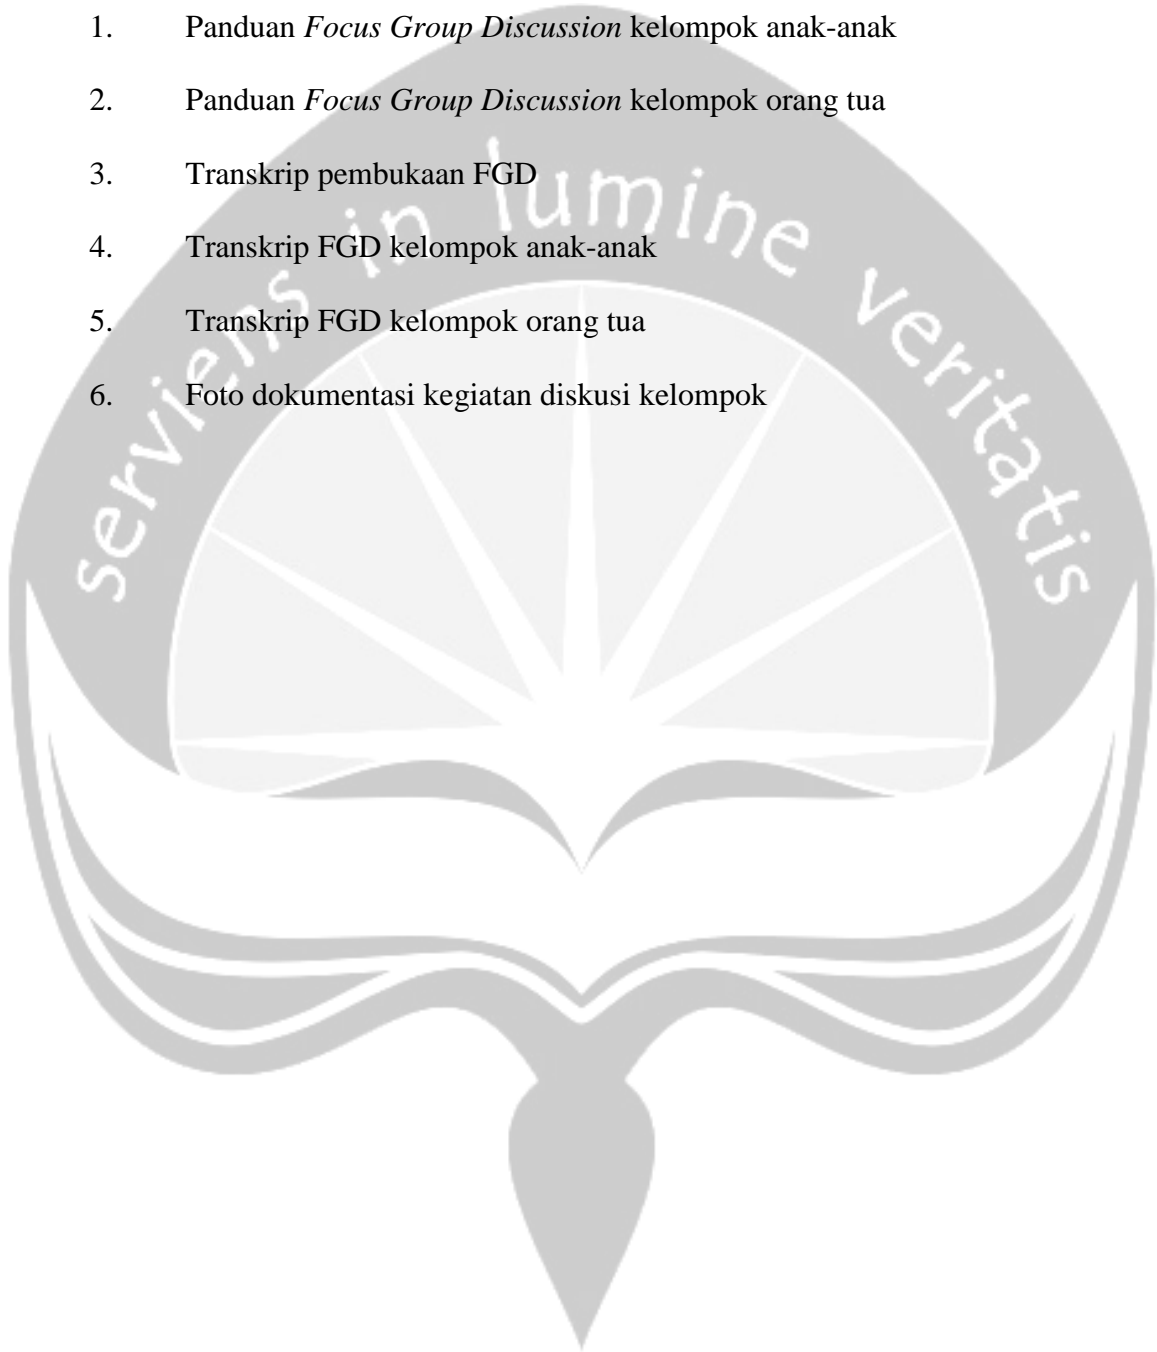 1. Panduan Focus Group Discussion kelompok anak-anak
2. Panduan Focus Group Discussion kelompok orang tua
3. Transkrip pembukaan FGD
4. Transkrip FGD kelompok anak-anak
5. Transkrip FGD kelompok orang tua
6. Foto dokumentasi kegiatan diskusi kelompok
serviens in lumine veritatis